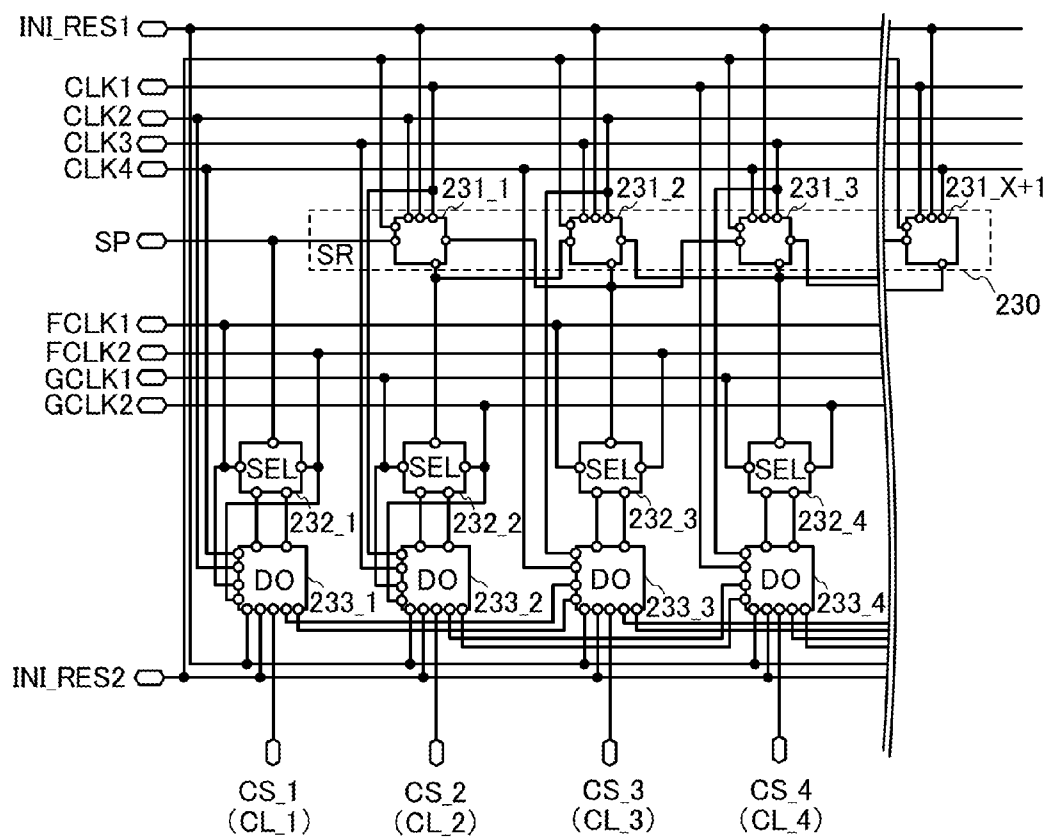 INI_RES1
CLK1
CLK2
CLK3
CLK4
231_1
231_2
231_3
231_X+1
SP
SR
230
FCLK1
FCLK2
GCLK1
GCLK2
SEL
SEL
SEL
SEL
232_1
232_2
232_3
232_4
DO
DO
DO
DO
233_1
233_2
233_3
233_4
INI_RES2
CS_1
(CL_1)
CS_2
(CL_2)
CS_3
(CL_3)
CS_4
(CL_4)